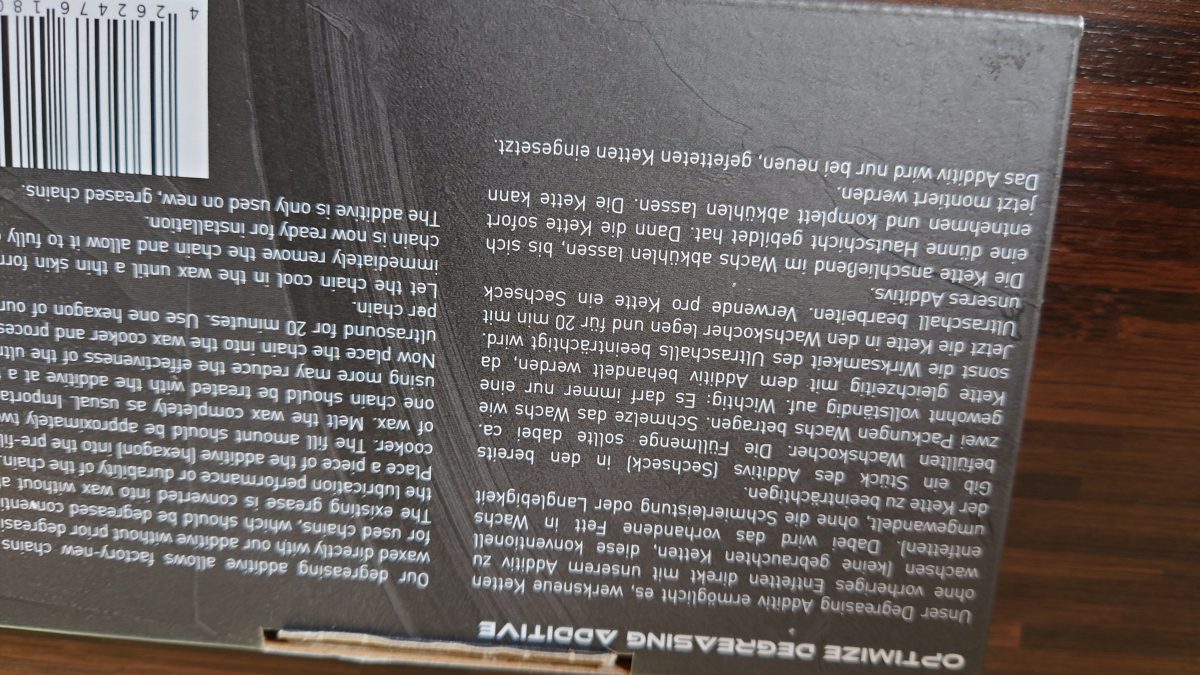 OPTIMIZE DEGREASING ADDITIVE
Unser Degreasing Additiv ermöglicht es, werksneue Ketten
ohne vorheriges Entfetten direkt mit unserem Additiv zu
wachsen (keine gebrauchten Ketten, diese konventionell
entfetten). Dabei wird das vorhandene Fett in Wachs
umgewandelt, ohne die Schmierleistung oder Langlebigkeit
der Kette zu beeinträchtigen.
Gib ein Stück des Additivs (Sechseck) in den bereits
befüllten Wachskocher. Die Füllmenge sollte dabei ca.
zwei Packungen Wachs betragen. Schmelze das Wachs wie
gewohnt vollständig auf. Wichtig: Es darf immer nur eine
Kette gleichzeitig mit dem Additiv behandelt werden, da
sonst die Wirksamkeit des Ultraschalls beeinträchtigt wird.
Jetzt die Kette in den Wachskocher legen und für 20 min mit
Ultraschall bearbeiten. Verwende pro Kette ein Sechseck
unseres Additivs.
Die Kette anschließend im Wachs abkühlen lassen, bis sich
eine dünne Hautschicht gebildet hat. Dann die Kette sofort
entnehmen und komplett abkühlen lassen. Die Kette kann
jetzt montiert werden.
Das Additiv wird nur bei neuen, gefetteten Ketten eingesetzt.
Our degreasing additive allows factory-new chains
waxed directly with our additive without prior degreas
for used chains, which should be degreased conventio
The existing grease is converted into wax without a
the lubrication performance or durability of the chain.
Place a piece of the additive (hexagon) into the pre-fil
cooker. The fill amount should be approximately tw
of wax. Melt the wax completely as usual. Importa
one chain should be treated with the additive at a
using more may reduce the effectiveness of the ultr
Now place the chain into the wax cooker and proces
ultrasound for 20 minutes. Use one hexagon of our
per chain.
Let the chain cool in the wax until a thin skin form
immediately remove the chain and allow it to fully
chain is now ready for installation.
The additive is only used on new, greased chains.
4 262476 180